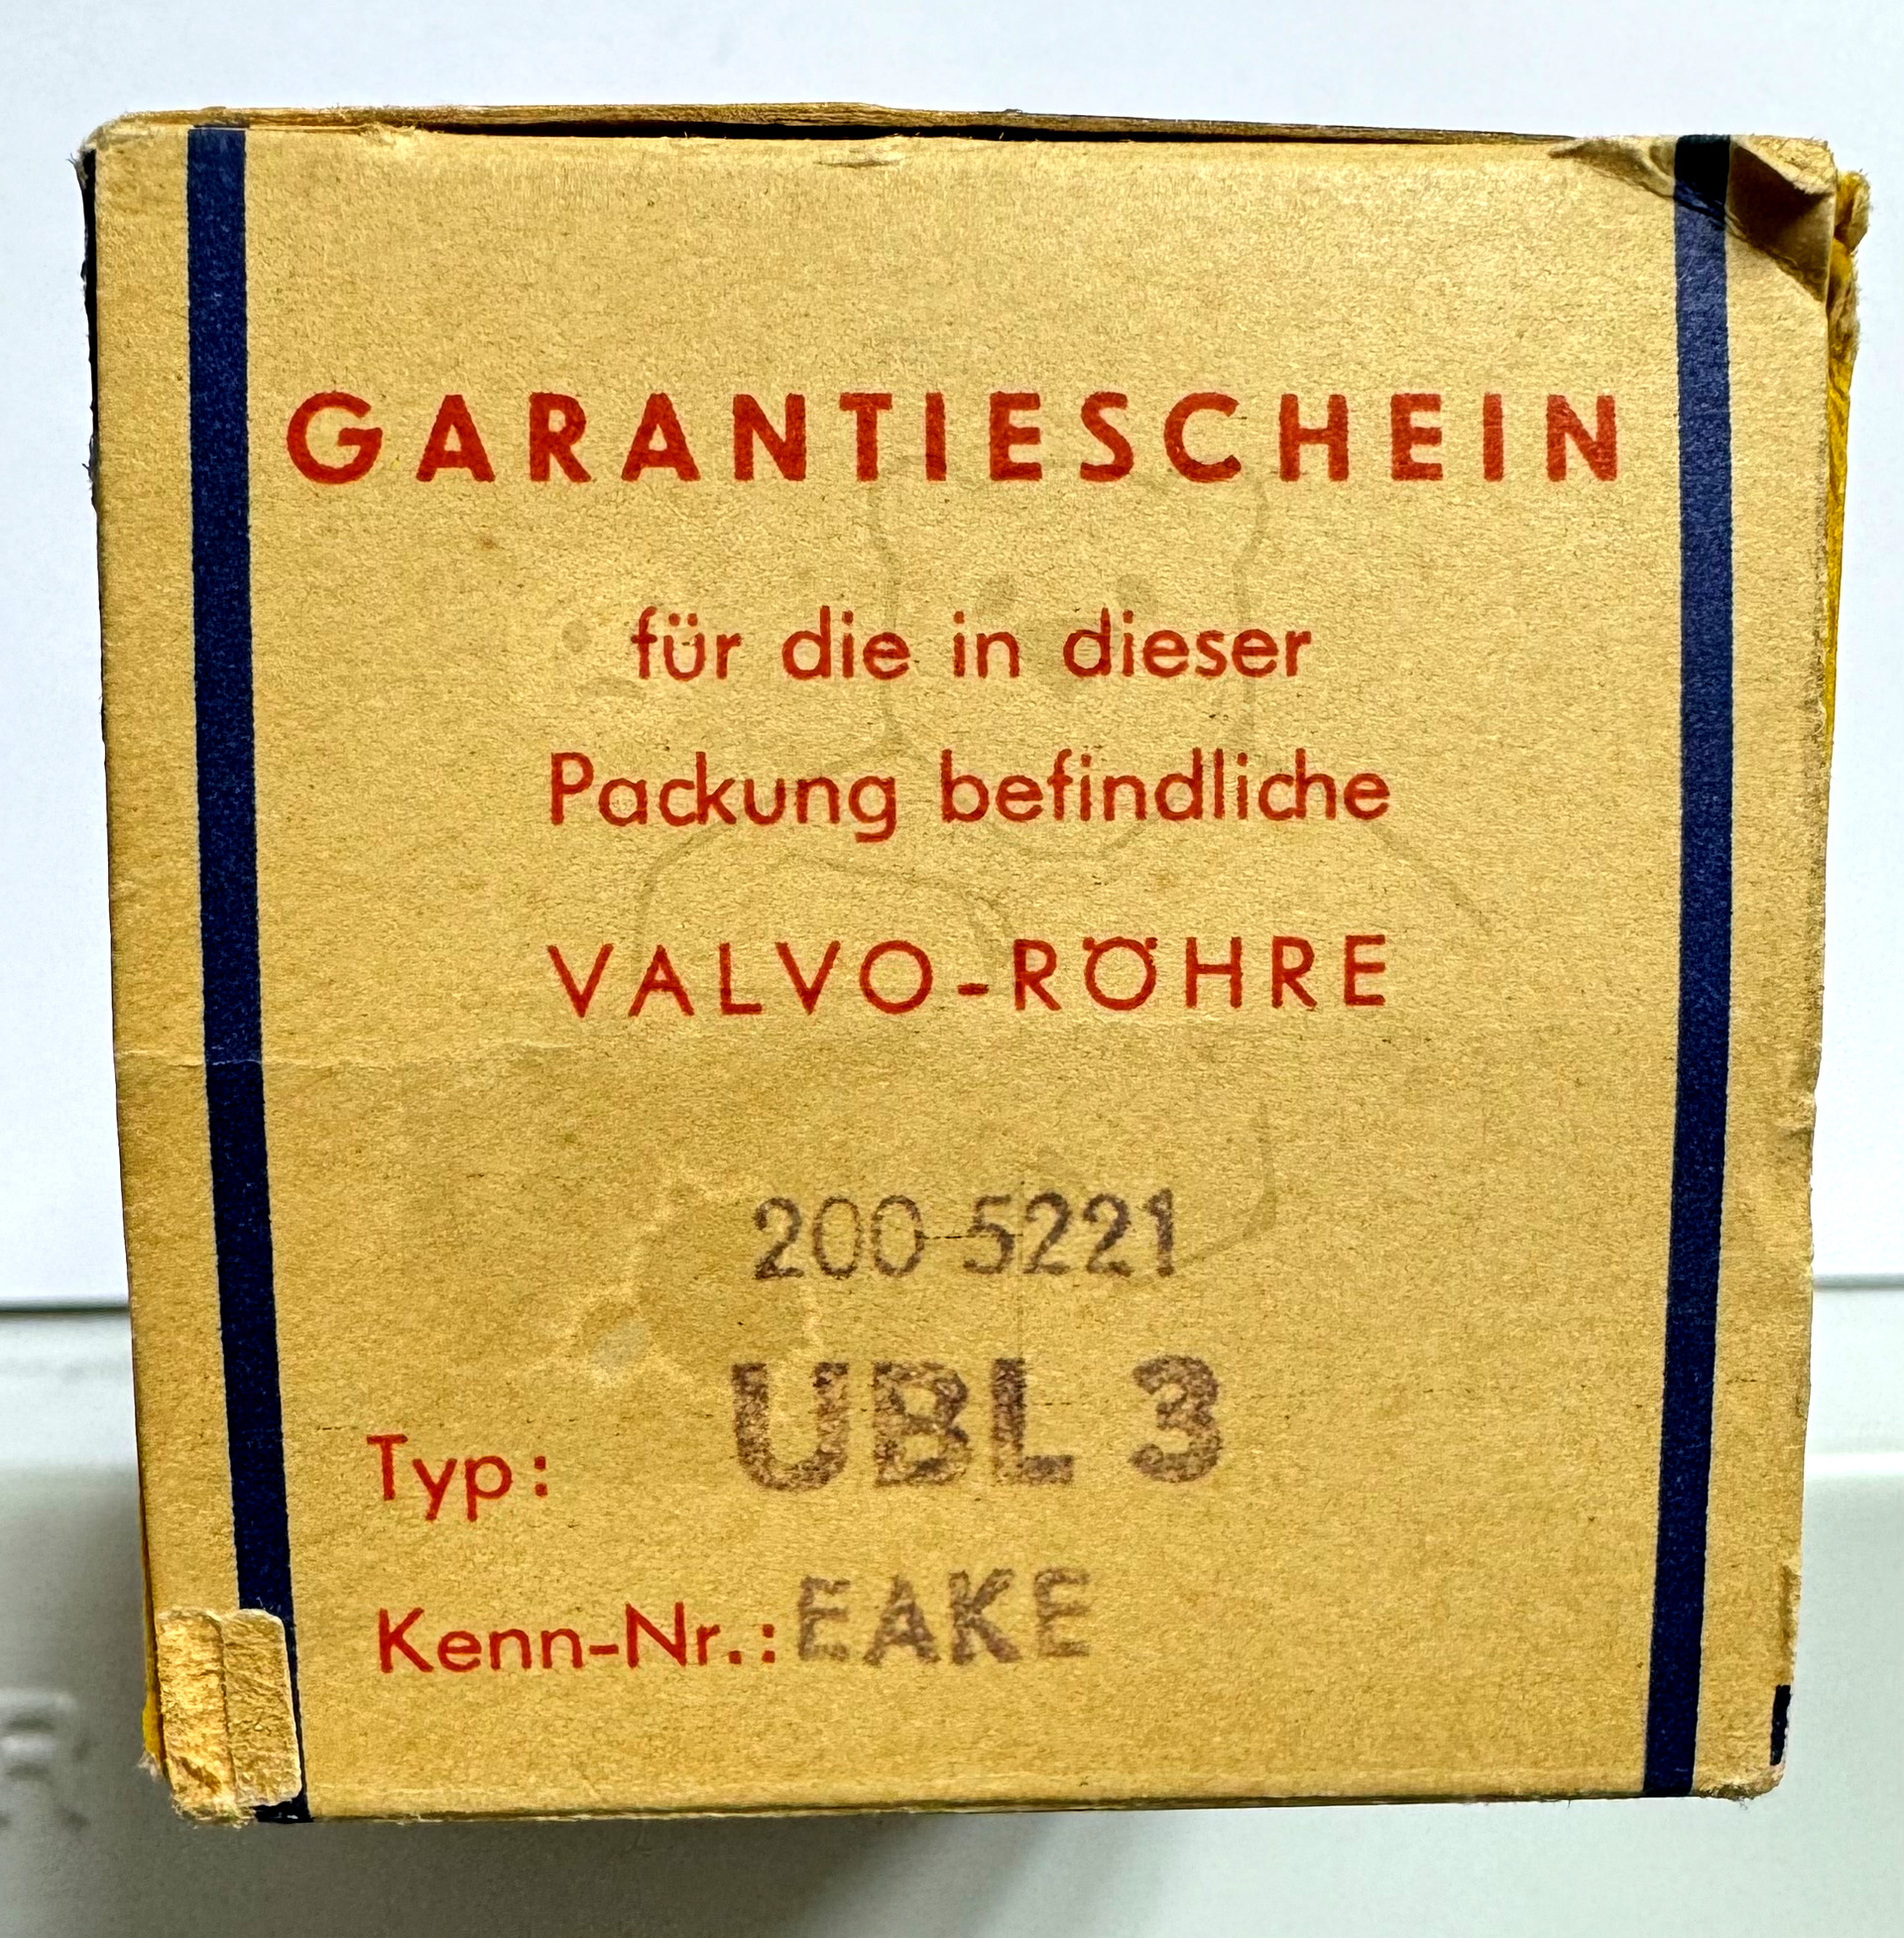 GARANTIESCHEIN
für die in dieser
Packung befindliche
VALVO-RÖHRE
200 5221
Typ: UBL 3
Kenn-Nr.: EAKE